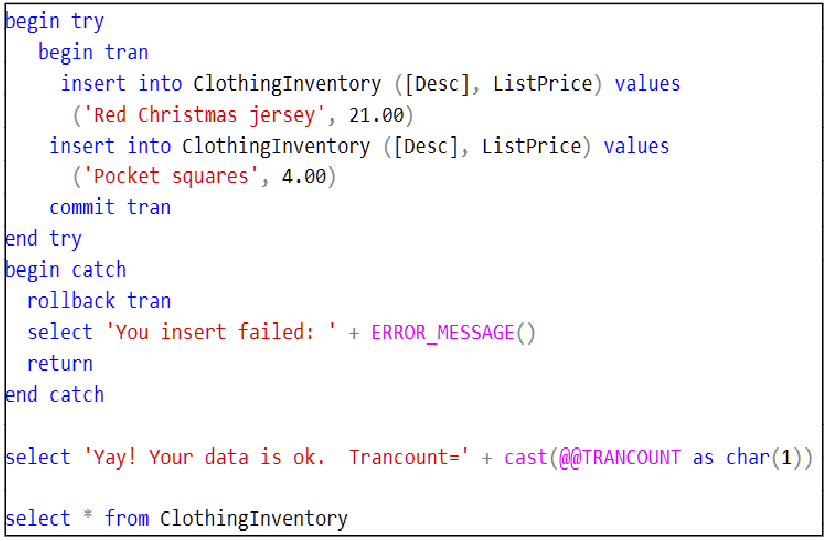 begin try
begin tran
insert into ClothingInventory ([Desc], ListPrice) values
('Red Christmas jersey', 21.00)
insert into ClothingInventory ([Desc], ListPrice) values
('Pocket squares', 4.00)
commit tran
end try
begin catch
rollback tran
select 'You insert failed: ' + ERROR_MESSAGE()
return
end catch
select 'Yay! Your data is ok.  Trancount=' + cast(@@TRANCOUNT as char(1))
select * from ClothingInventory